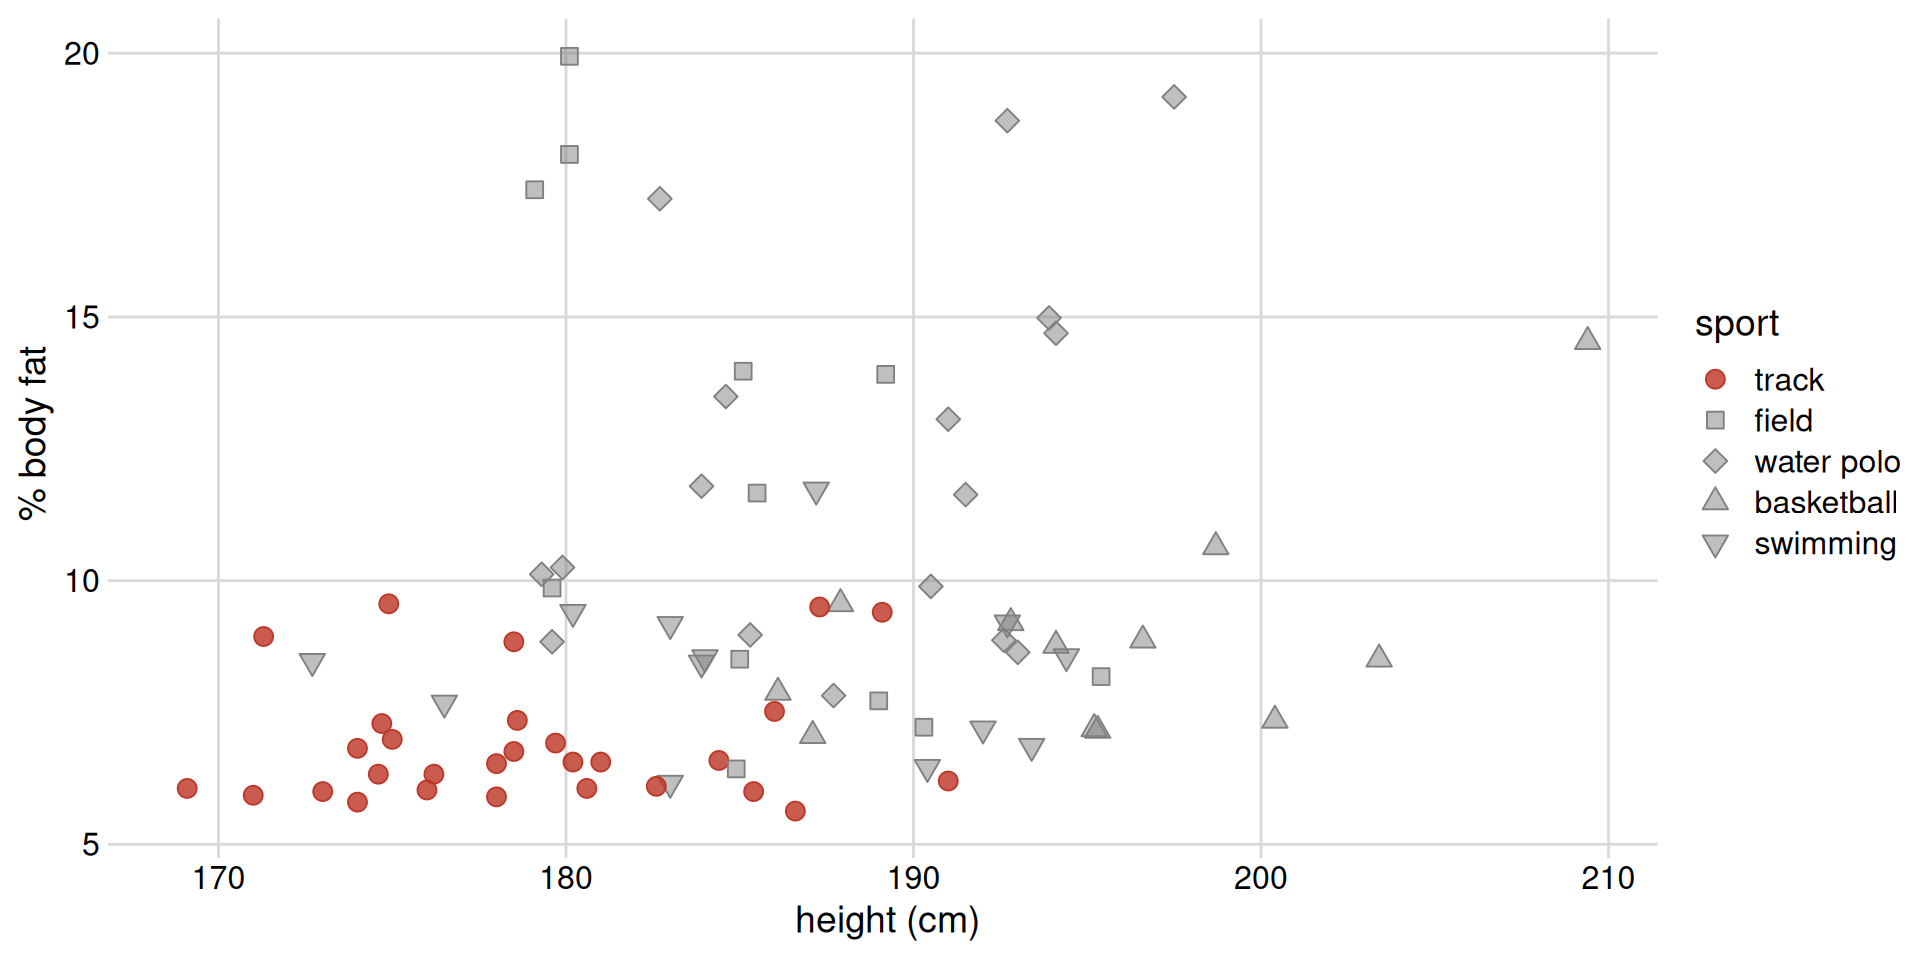 20
15
10
5
% body fat
170 180 190 200 210
height (cm)
sport
track
field
water polo
basketball
swimming